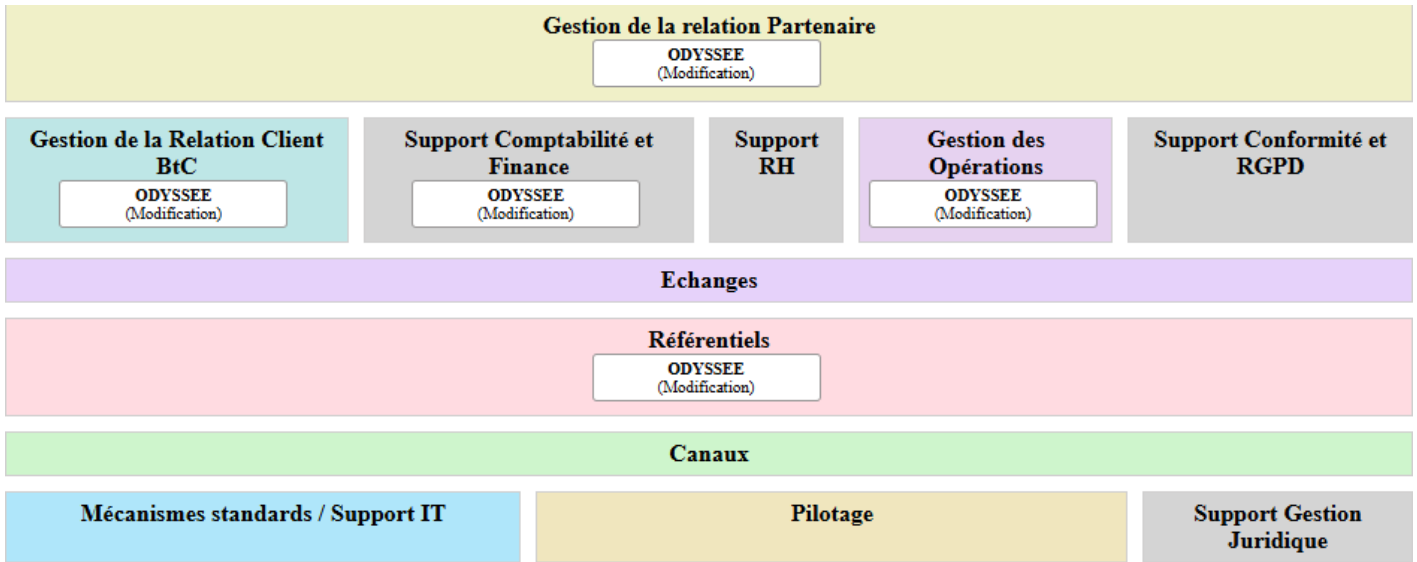 Gestion de la relation Partenaire
ODYSSEE
(Modification)
Gestion de la Relation Client
BtC
ODYSSEE
(Modification)
Support Comptabilité et
Finance
ODYSSEE
(Modification)
Support
RH
Gestion des
Opérations
ODYSSEE
(Modification)
Support Conformité et
RGPD
Echanges
Référentiels
ODYSSEE
(Modification)
Canaux
Mécanismes standards / Support IT
Pilotage
Support Gestion
Juridique